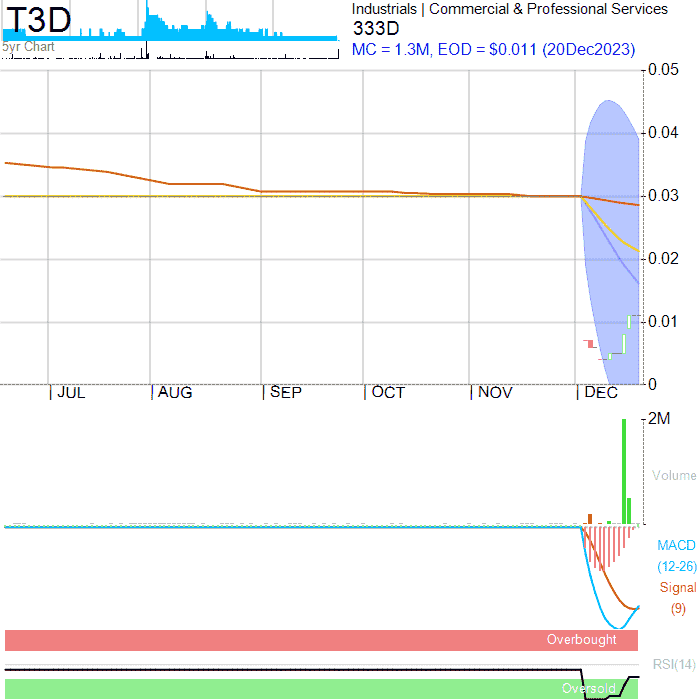 T3D
Industrials | Commercial & Professional Services
333D
5yr Chart
MC = 1.3M, EOD = $0.011 (20Dec2023)
0.05
0.04
0.03
0.02
0.01
0
JUL AUG SEP OCT NOV DEC
2M
Volume
MACD
(12-26)
Signal
(9)
Overbought
RSI(14)
Oversold